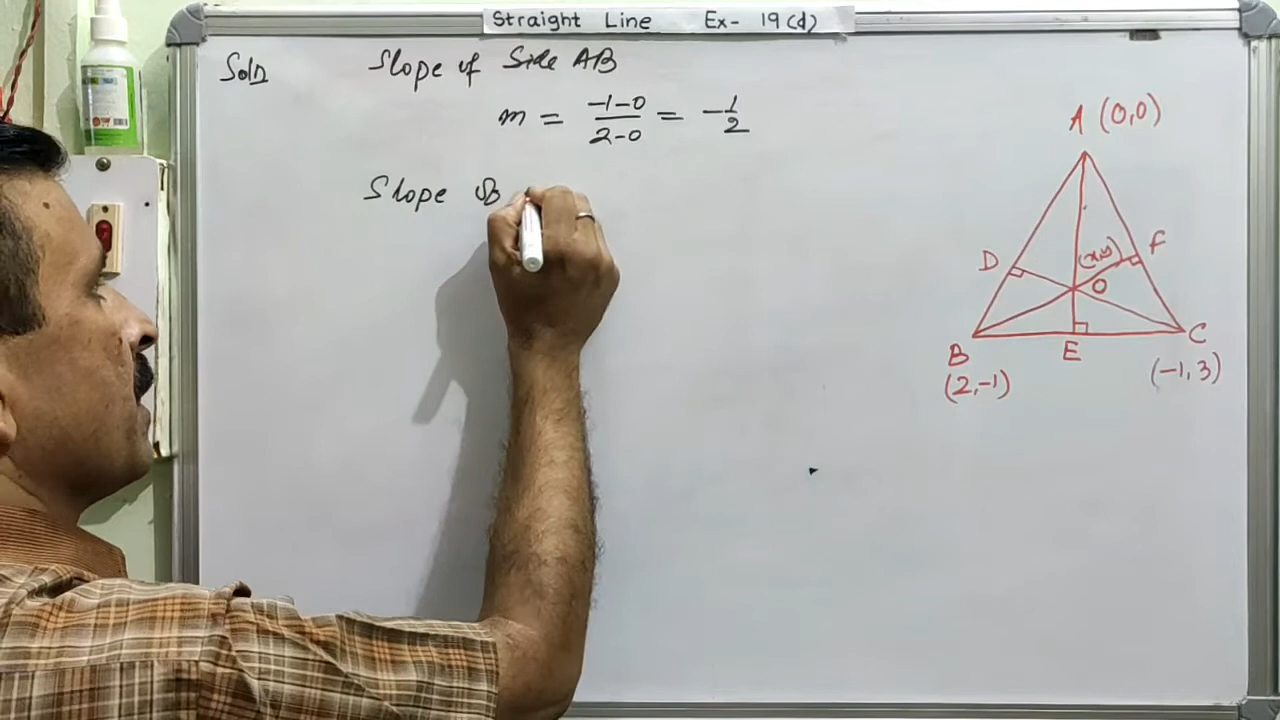 Straight Line Ex- 19(d)
Soln Slope of Side AB
m = -1-0/2-0 = -1/2
Slope of
A (0,0)
D
(x,y)
F
O
B
E
C
(2,-1)
(-1,3)